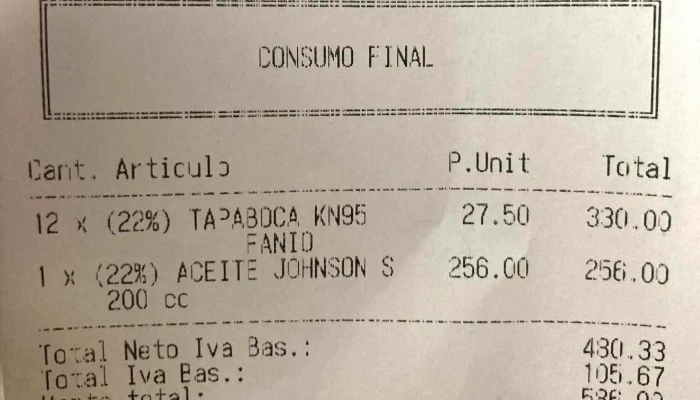 CONSUMO FINAL
Cant. Articulo P.Unit Total
12 x (22%) TAPABOCA KN95 27.50 330.00
FANIO
1 x (22%) ACEITE JOHNSON S 256.00 256.00
200 cc
Total Neto Iva Bas.: 480.33
Total Iva Bas.: 105.67
total: